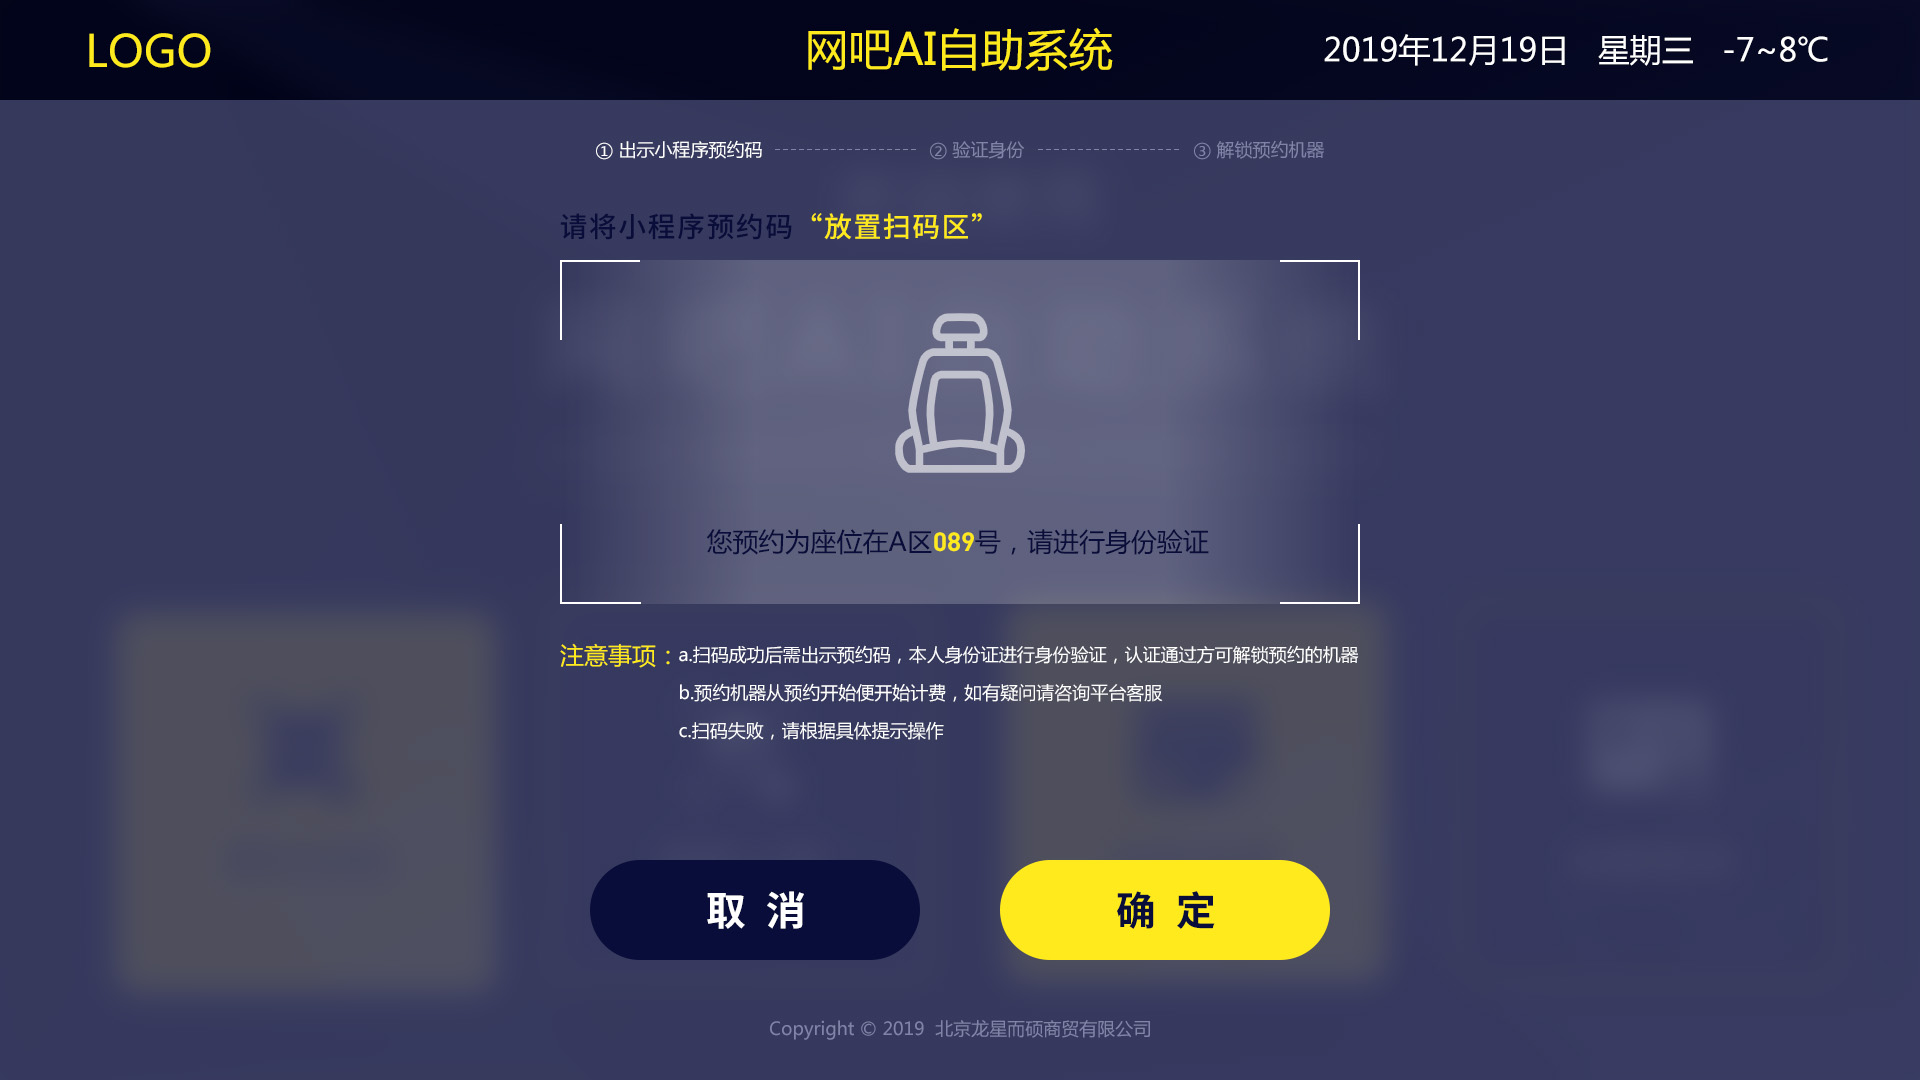 LOGO
网吧AI自助系统
2019年12月19日 星期三 -7~8℃
① 出示小程序预约码 ------------------ ② 验证身份 ------------------ ③ 解锁预约机器
请将小程序预约码“放置扫码区”
您预约为座位在A区089号，请进行身份验证
注意事项：a.扫码成功后需出示预约码，本人身份证进行身份验证，认证通过方可解锁预约的机器
b.预约机器从预约开始便开始计费，如有疑问请咨询平台客服
c.扫码失败，请根据具体提示操作
取 消
确 定
Copyright © 2019 北京龙星而硕商贸有限公司